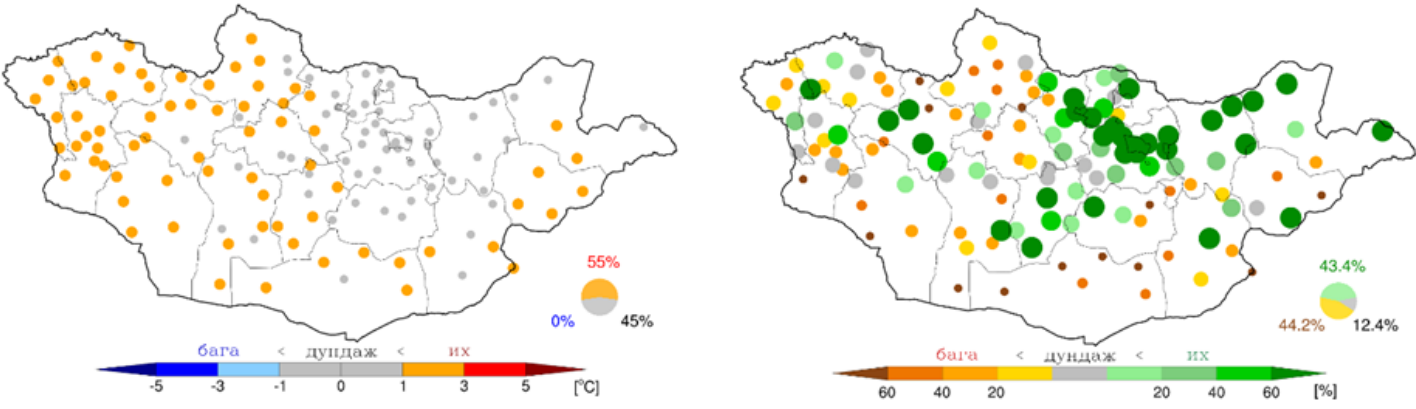 55%
0% 45%
бага < дундаж < их
-5 -3 -1 0 1 3 5 [°C]
43.4%
44.2% 12.4%
бага < дундаж < их
60 40 20 20 40 60 [%]